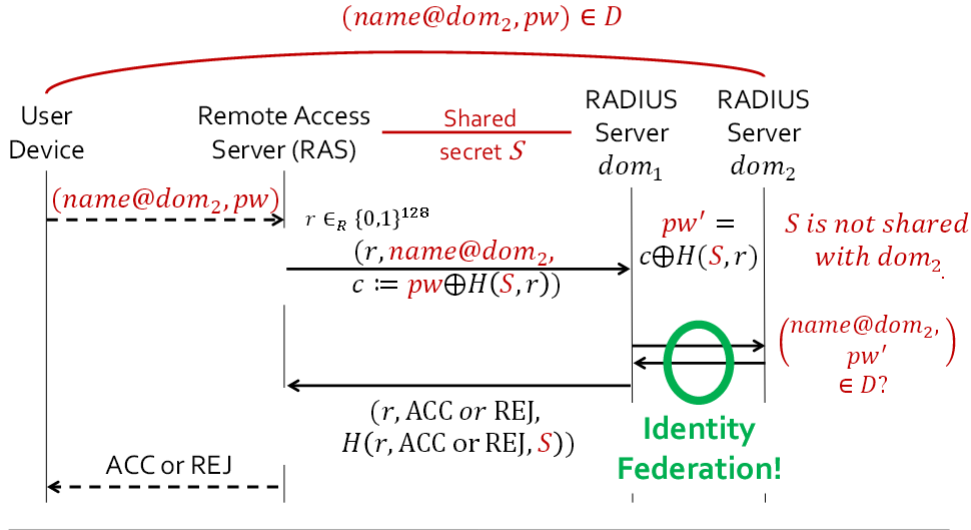 (name@dom₂, pw) ∈ D
User
Device
Remote Access
Server (RAS)
Shared
secret S
RADIUS
Server
dom₁
RADIUS
Server
dom₂
(name@dom₂, pw)
r ∈_R {0,1}¹²⁸
(r, name@dom₂,
c ≔ pw⊕H(S, r))
pw′ =
c⊕H(S, r)
S is not shared
with dom₂.
(name@dom₂,
pw′
∈ D?)
(r, ACC or REJ,
H(r, ACC or REJ, S))
Identity
Federation!
ACC or REJ